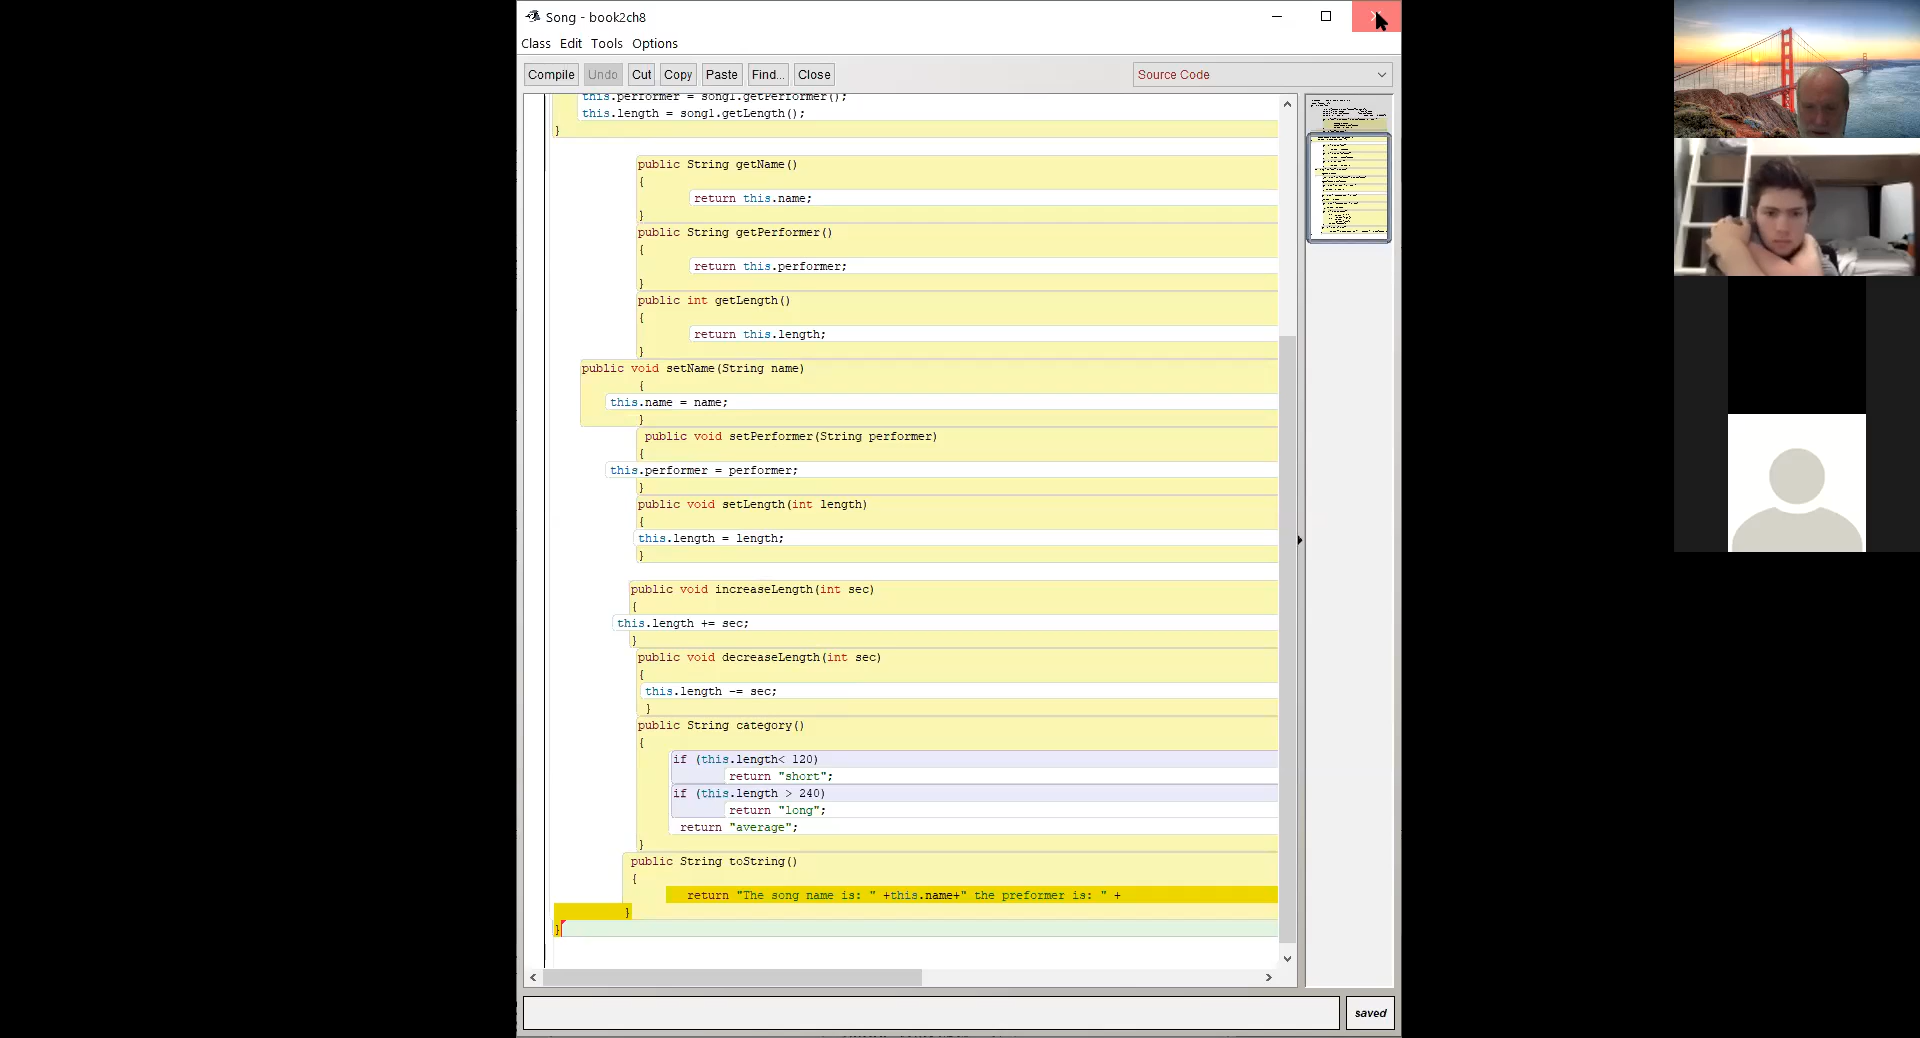 Song - book2ch8
Class Edit Tools Options
Compile Undo Cut Copy Paste Find... Close Source Code
this.performer = song1.getPerformer();
this.length = song1.getLength();
}
public String getName()
{
return this.name;
}
public String getPerformer()
{
return this.performer;
}
public int getLength()
{
return this.length;
}
public void setName(String name)
{
this.name = name;
}
public void setPerformer(String performer)
{
this.performer = performer;
}
public void setLength(int length)
{
this.length = length;
}
public void increaseLength(int sec)
{
this.length += sec;
}
public void decreaseLength(int sec)
{
this.length -= sec;
}
public String category()
{
if (this.length< 120)
return "short";
if (this.length > 240)
return "long";
return "average";
}
public String toString()
{
return "The song name is: " +this.name+" the preformer is: " +
}
}
saved